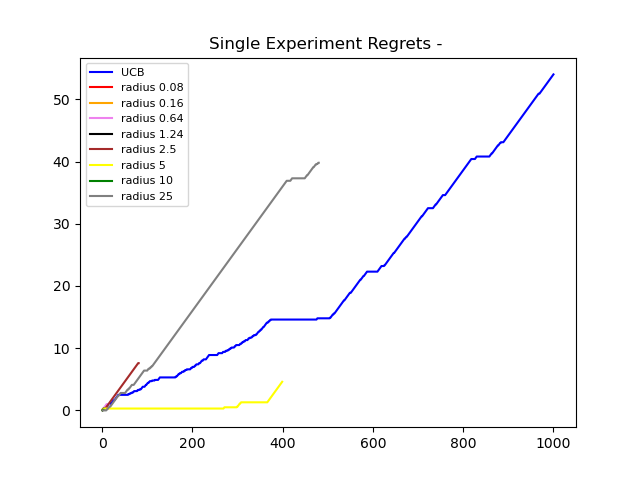 Single Experiment Regrets -
UCB
radius 0.08
radius 0.16
radius 0.64
radius 1.24
radius 2.5
radius 5
radius 10
radius 25
50
40
30
20
10
0
0 200 400 600 800 1000